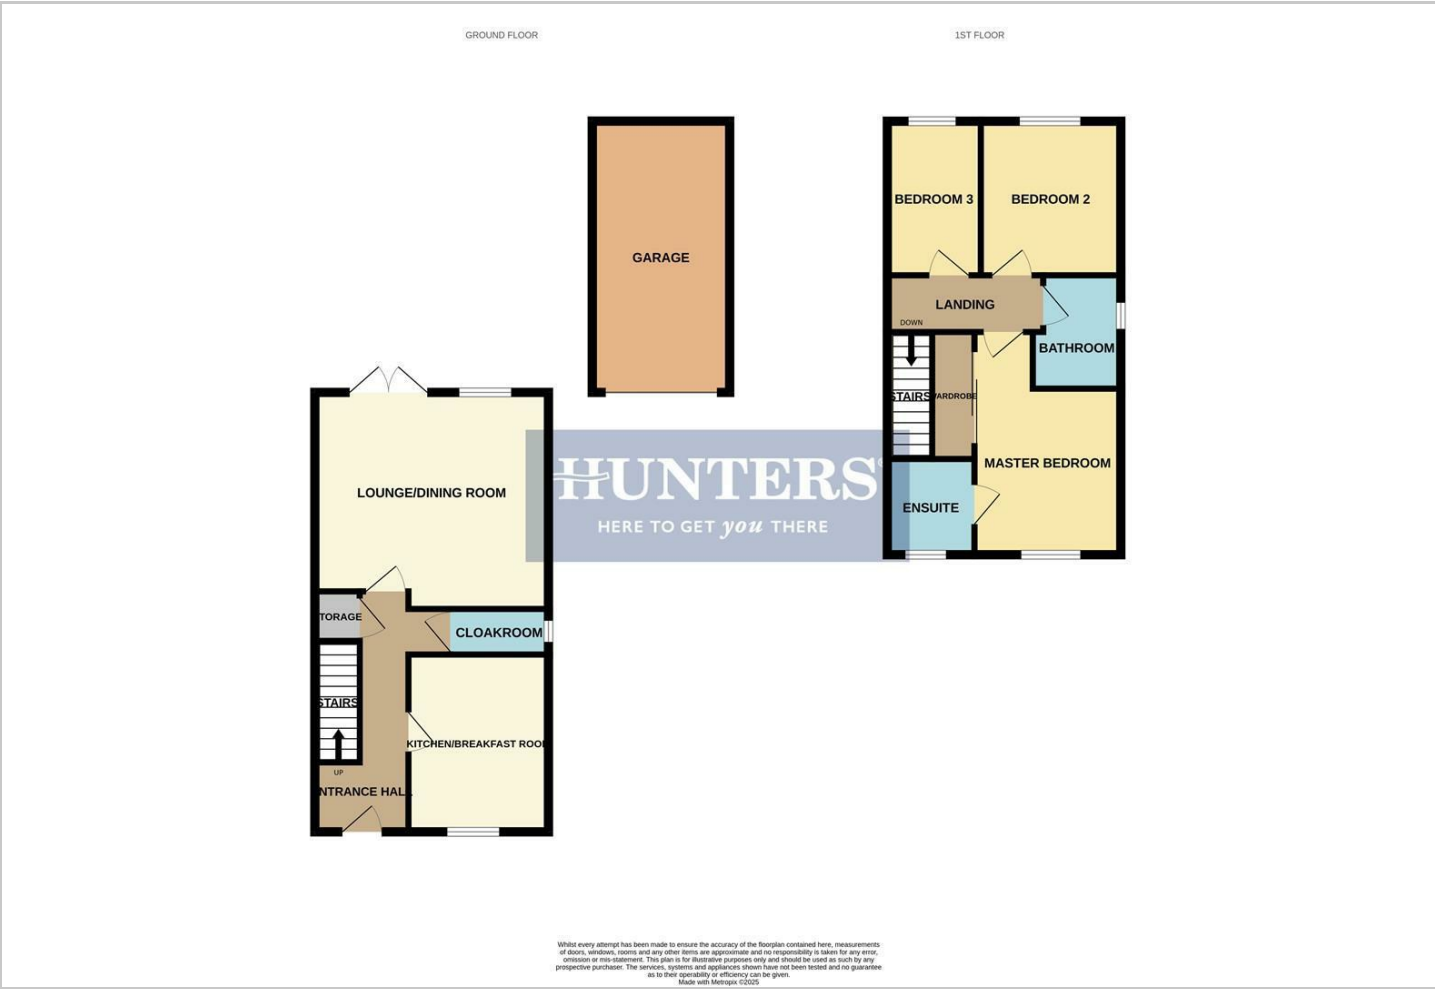 GROUND FLOOR
1ST FLOOR
BEDROOM 3
BEDROOM 2
GARAGE
LANDING
DOWN
BATHROOM
STAIRS
WARDROBE
MASTER BEDROOM
ENSUITE
LOUNGE/DINING ROOM
HUNTERS®
HERE TO GET you THERE
TORAGE
CLOAKROOM
STAIRS
KITCHEN/BREAKFAST ROOM
UP
ENTRANCE HALL
Whilst every attempt has been made to ensure the accuracy of the floorplan contained here, measurements
of doors, windows, rooms and any other items are approximate and no responsibility is taken for any error,
omission or mis-statement. This plan is for illustrative purposes only and should be used as such by any
prospective purchaser. The services, systems and appliances shown have not been tested and no guarantee
as to their operability or efficiency can be given.
Made with Metropix ©2025